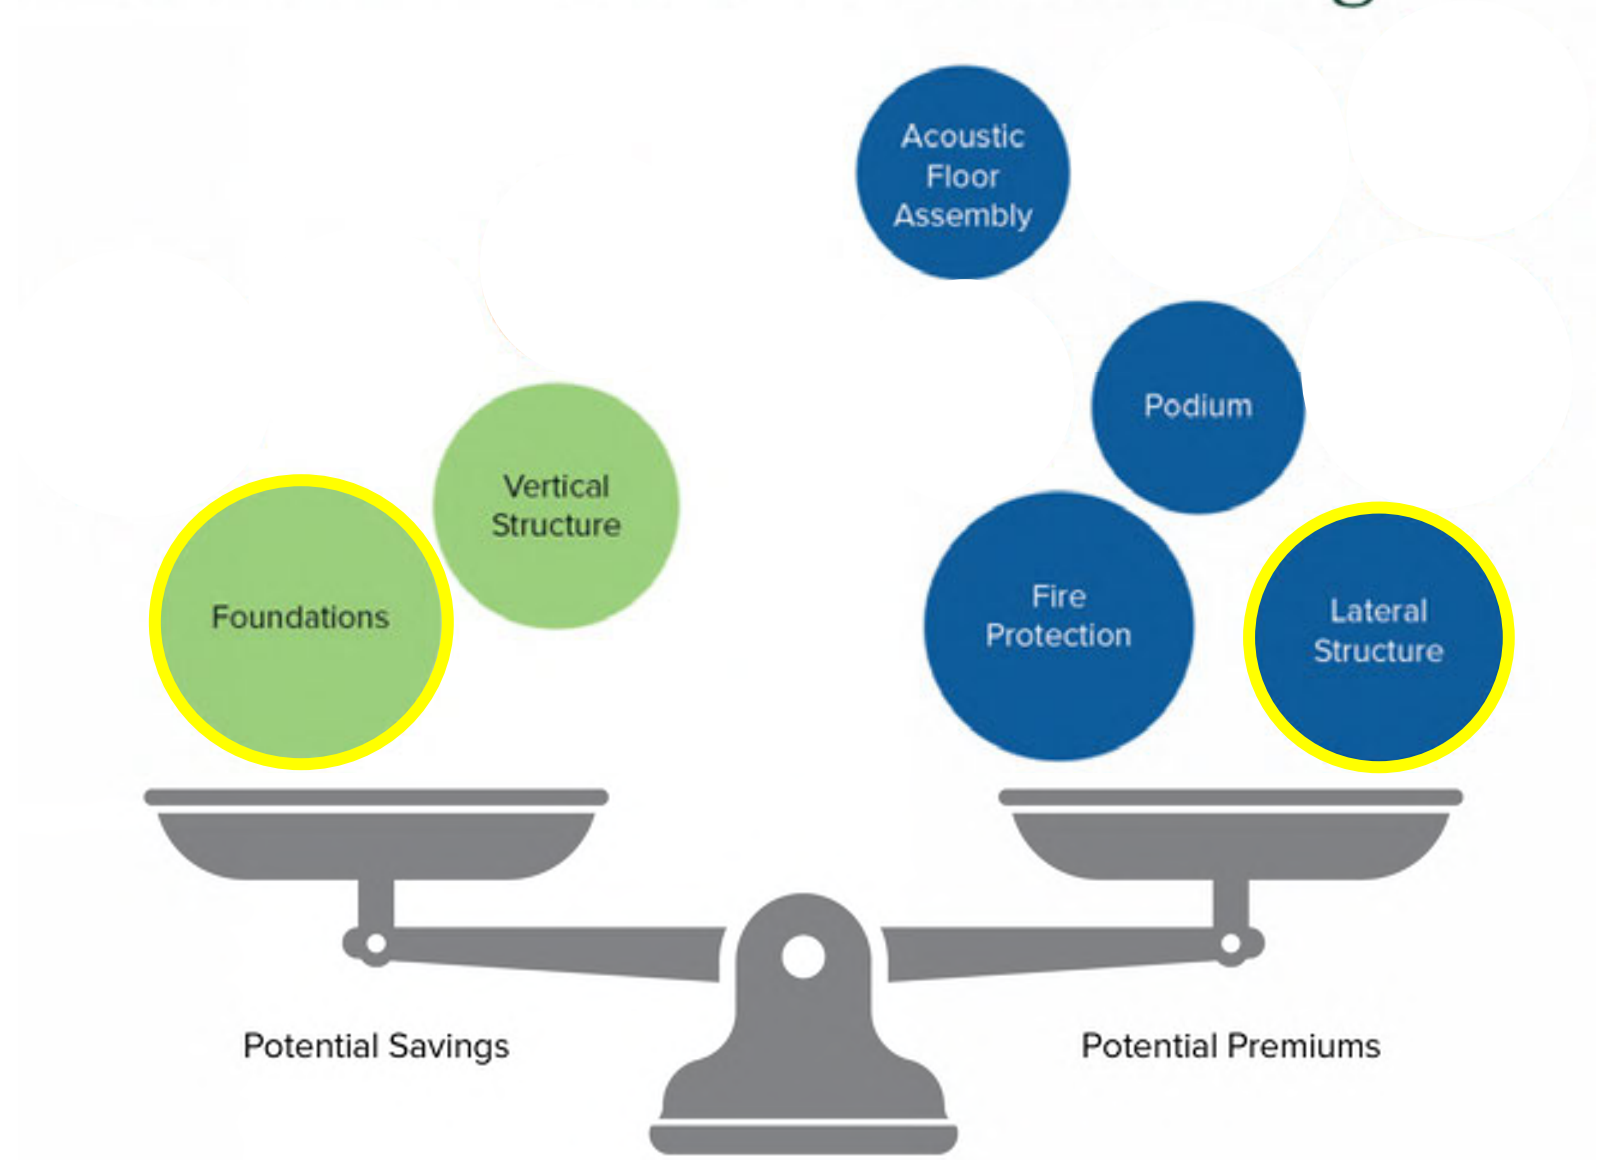 Acoustic
Floor
Assembly
Podium
Vertical
Structure
Foundations
Fire
Protection
Lateral
Structure
Potential Savings
Potential Premiums